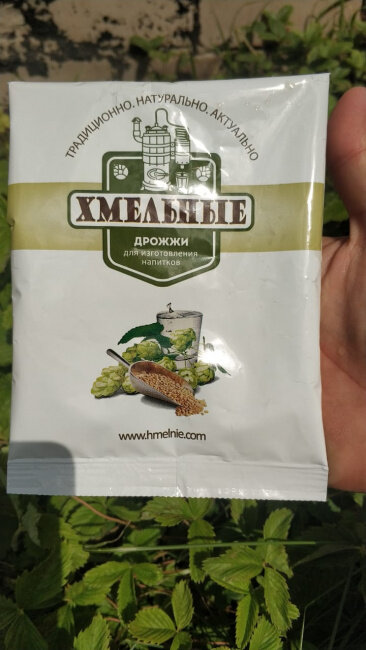 ТРАДИЦИОННО. НАТУРАЛЬНО. АКТУАЛЬНО
ХМЕЛЬНЫЕ
ДРОЖЖИ
для изготовления
напитков
www.hmelnie.com